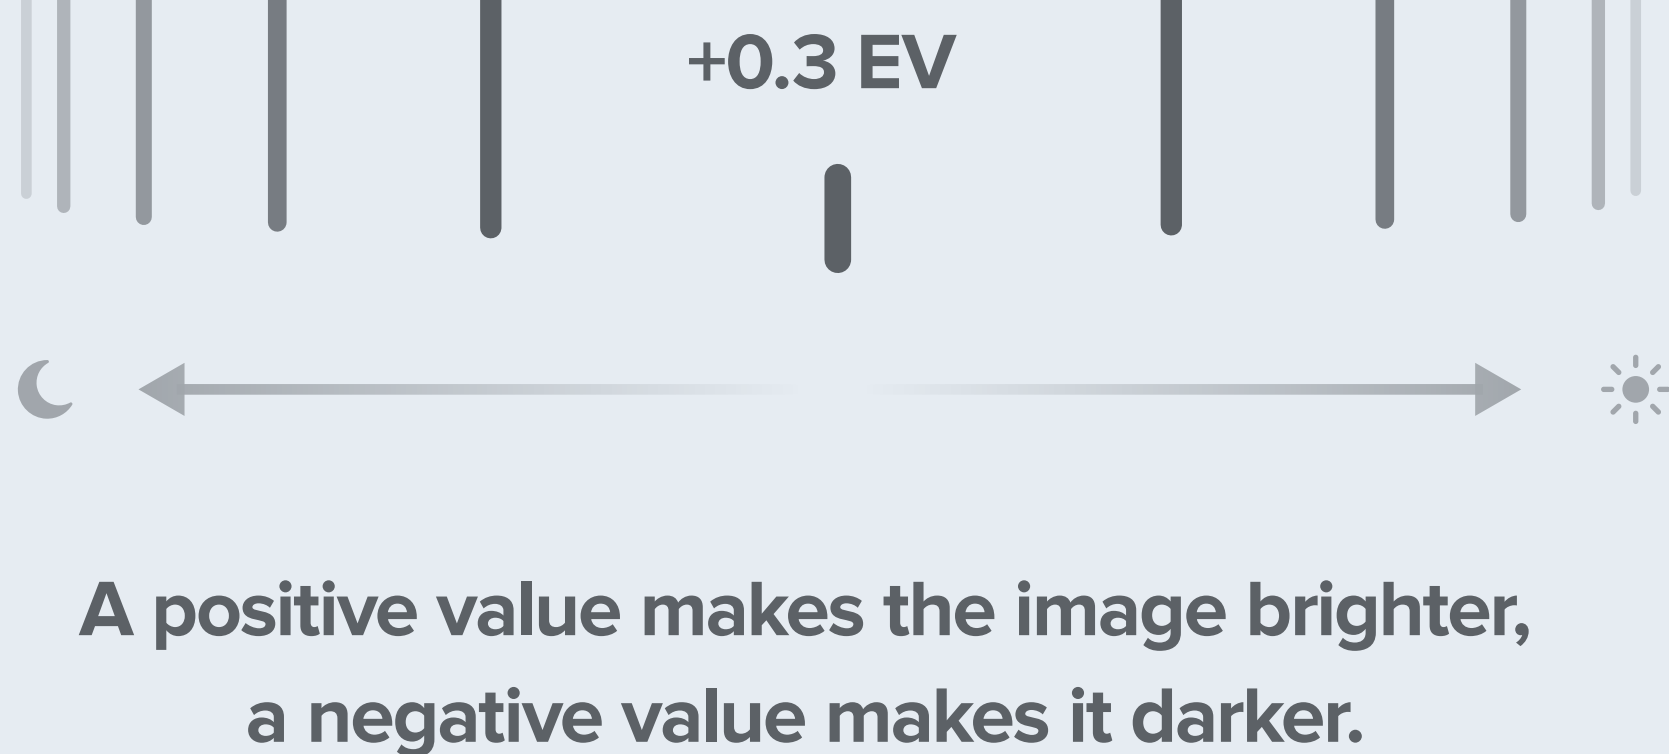 +0.3 EV
A positive value makes the image brighter,
a negative value makes it darker.